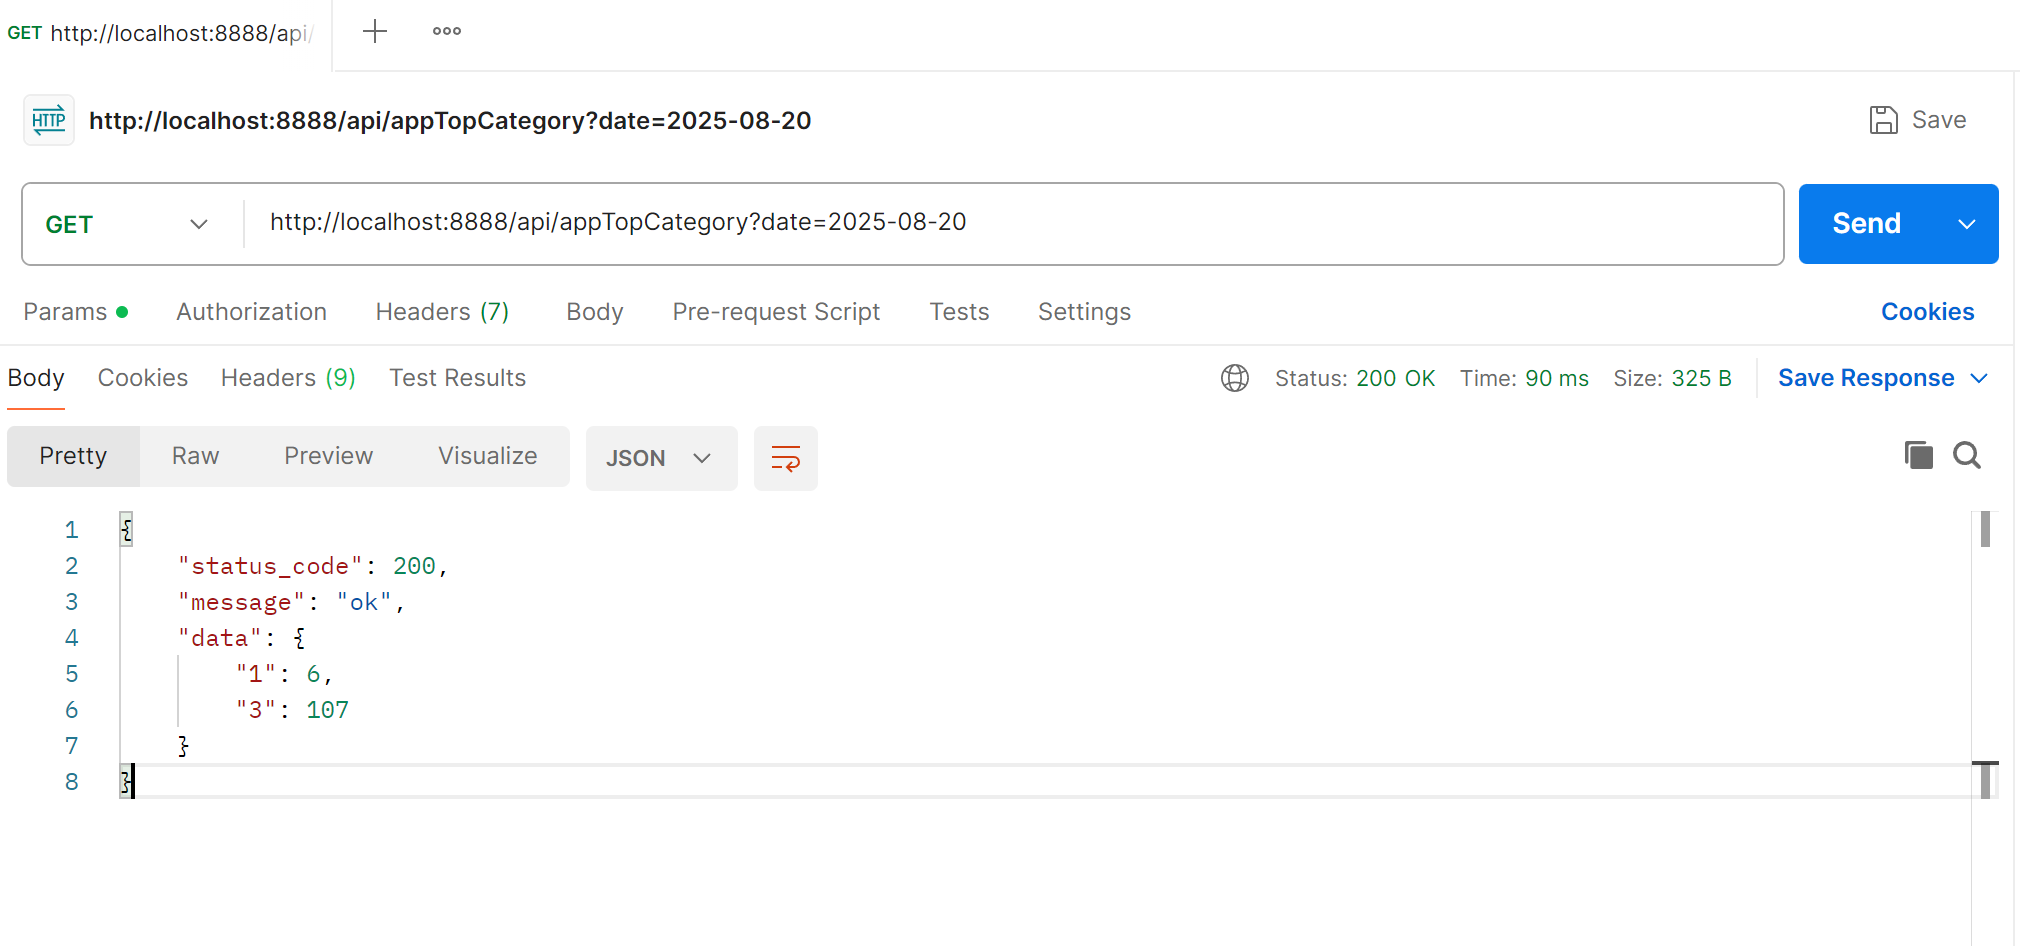 GET http://localhost:8888/api/
HTTP http://localhost:8888/api/appTopCategory?date=2025-08-20 Save
GET http://localhost:8888/api/appTopCategory?date=2025-08-20 Send
Params Authorization Headers (7) Body Pre-request Script Tests Settings Cookies
Body Cookies Headers (9) Test Results Status: 200 OK Time: 90 ms Size: 325 B Save Response
Pretty Raw Preview Visualize JSON
1 {
2 "status_code": 200,
3 "message": "ok",
4 "data": {
5 "1": 6,
6 "3": 107
7 }
8 }